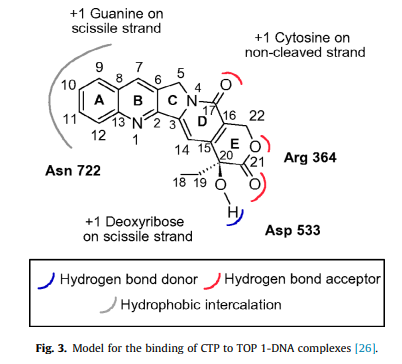 +1 Guanine on
scissile strand
+1 Cytosine on
non-cleaved strand
O
9
7
5
10
8
6
4
N
17
22
A
B
C
D
16
11
13
N
2
3
E
O
12
1
14
15
20
21
O
Arg 364
Asn 722
18
19
O
H
Asp 533
+1 Deoxyribose
on scissile strand
Hydrogen bond donor
Hydrogen bond acceptor
Hydrophobic intercalation
Fig. 3. Model for the binding of CTP to TOP 1-DNA complexes [26].